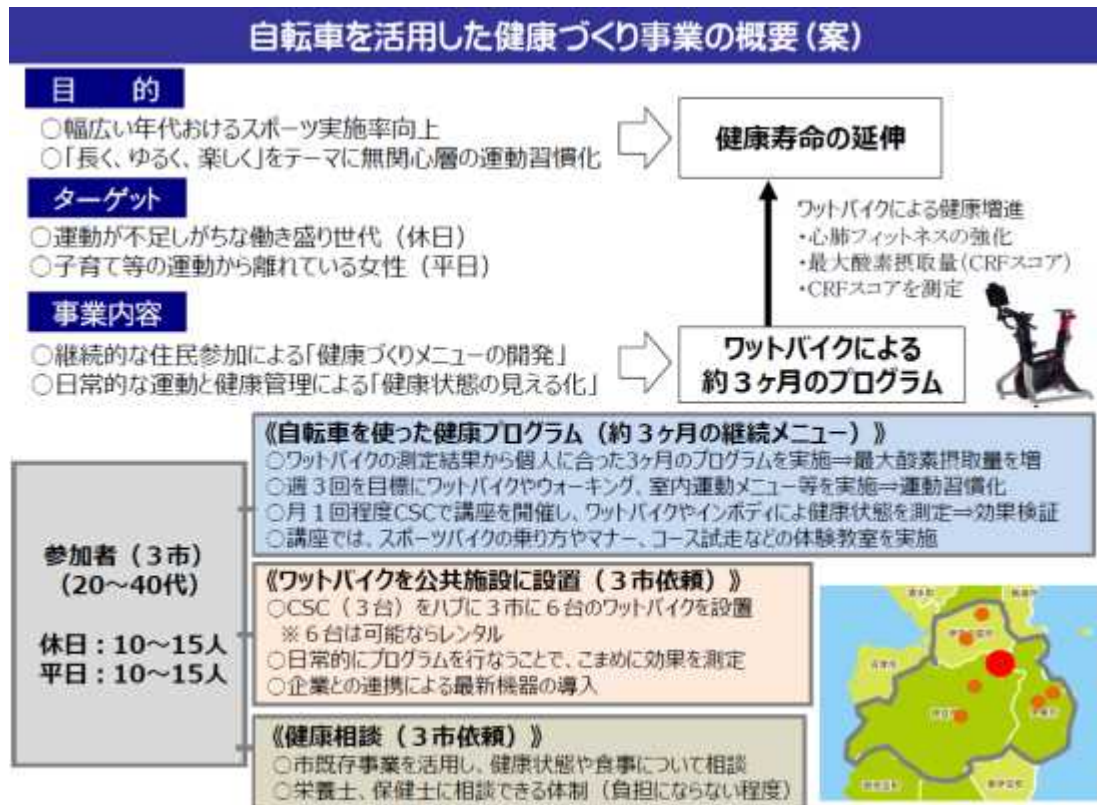 自転車を活用した健康づくり事業の概要(案)
目 的
○幅広い年代おけるスポーツ実施率向上
○「長く、ゆるく、楽しく」をテーマに無関心層の運動習慣化
健康寿命の延伸
ターゲット
○運動が不足しがちな働き盛り世代(休日)
○子育て等の運動から離れている女性(平日)
ワットバイクによる健康増進
・心肺フィットネスの強化
・最大酸素摂取量(CRFスコア)
・CRFスコアを測定
事業内容
○継続的な住民参加による「健康づくりメニューの開発」
○日常的な運動と健康管理による「健康状態の見える化」
ワットバイクによる
約3ヶ月のプログラム
参加者(3市)
(20~40代)
休日:10~15人
平日:10~15人
《自転車を使った健康プログラム(約3ヶ月の継続メニュー)》
○ワットバイクの測定結果から個人に合った3ヶ月のプログラムを実施⇒最大酸素摂取量を増
○週3回を目標にワットバイクやウォーキング、室内運動メニュー等を実施⇒運動習慣化
○月1回程度CSCで講座を開催し、ワットバイクやインボディによ健康状態を測定⇒効果検証
○講座では、スポーツバイクの乗り方やマナー、コース試走などの体験教室を実施
《ワットバイクを公共施設に設置(3市依頼)》
○CSC(3台)をハブに3市に6台のワットバイクを設置
※6台は可能ならレンタル
○日常的にプログラムを行なうことで、こまめに効果を測定
○企業との連携による最新機器の導入
《健康相談(3市依頼)》
○市既存事業を活用し、健康状態や食事について相談
○栄養士、保健士に相談できる体制(負担にならない程度)